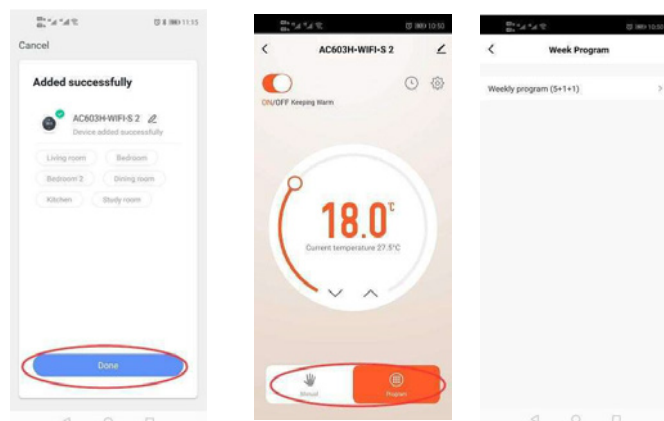 11:15
Cancel
Added successfully
AC603H-WIFI-S 2
Device added successfully
Living room
Bedroom
Bedroom 2
Dining room
Kitchen
Study room
Done
10:50
AC603H-WIFI-S 2
ON/OFF Keeping Warm
18.0℃
Current temperature 27.5°C
Manual
Program
10:50
Week Program
Weekly program (5+1+1)